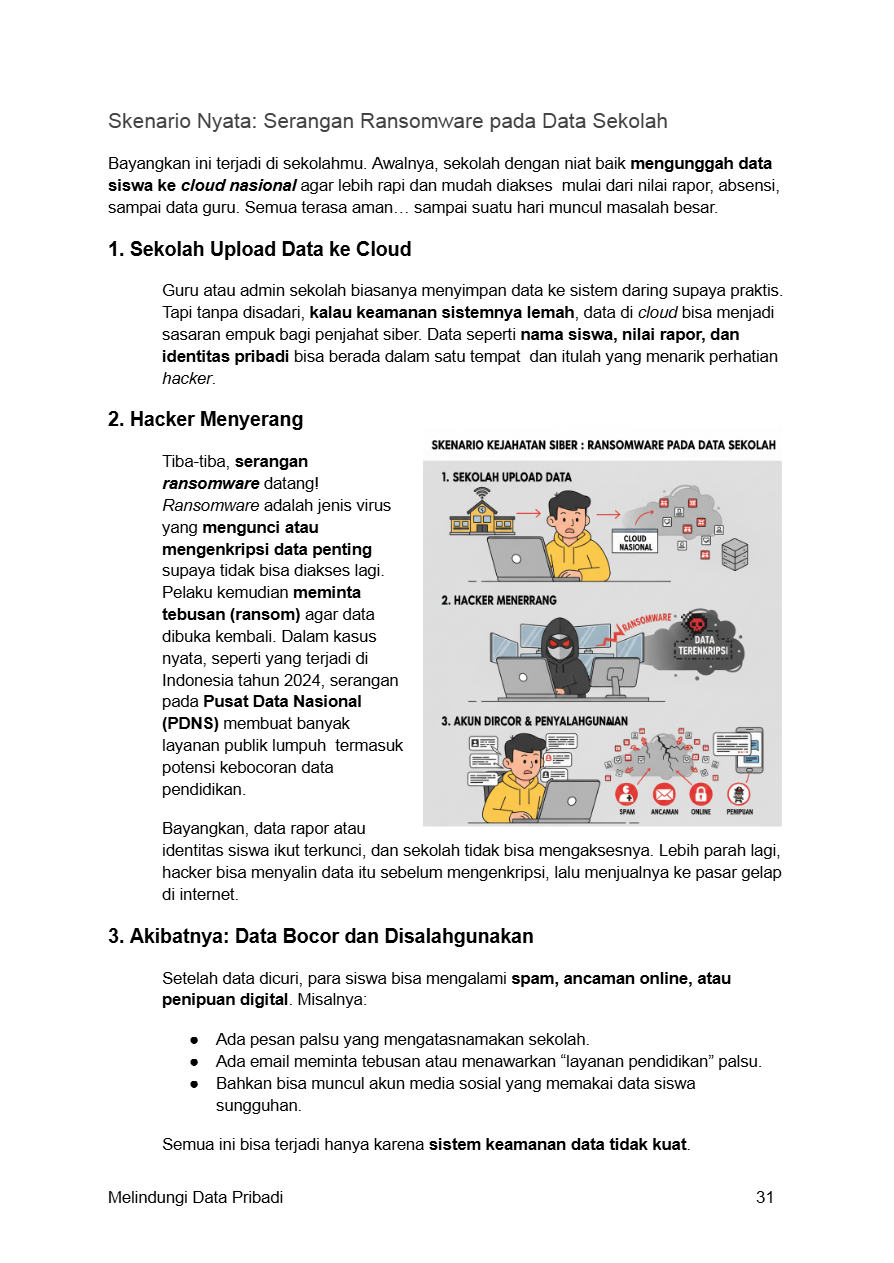 Skenario Nyata: Serangan Ransomware pada Data Sekolah
Bayangkan ini terjadi di sekolahmu. Awalnya, sekolah dengan niat baik mengunggah data
siswa ke cloud nasional agar lebih rapi dan mudah diakses  mulai dari nilai rapor, absensi,
sampai data guru. Semua terasa aman… sampai suatu hari muncul masalah besar.
1. Sekolah Upload Data ke Cloud
Guru atau admin sekolah biasanya menyimpan data ke sistem daring supaya praktis.
Tapi tanpa disadari, kalau keamanan sistemnya lemah, data di cloud bisa menjadi
sasaran empuk bagi penjahat siber. Data seperti nama siswa, nilai rapor, dan
identitas pribadi bisa berada dalam satu tempat  dan itulah yang menarik perhatian
hacker.
2. Hacker Menyerang
Tiba-tiba, serangan
ransomware datang!
Ransomware adalah jenis virus
yang mengunci atau
mengenkripsi data penting
supaya tidak bisa diakses lagi.
Pelaku kemudian meminta
tebusan (ransom) agar data
dibuka kembali. Dalam kasus
nyata, seperti yang terjadi di
Indonesia tahun 2024, serangan
pada Pusat Data Nasional
(PDNS) membuat banyak
layanan publik lumpuh  termasuk
potensi kebocoran data
pendidikan.
SKENARIO KEJAHATAN SIBER : RANSOMWARE PADA DATA SEKOLAH
1. SEKOLAH UPLOAD DATA
CLOUD
NASIONAL
2. HACKER MENERRANG
RANSOMWARE
DATA
TERENKRIPSI
3. AKUN DIRCOR & PENYALAHGUNAAN
SPAM
ANCAMAN
ONLINE
PENIPUAN
Bayangkan, data rapor atau
identitas siswa ikut terkunci, dan sekolah tidak bisa mengaksesnya. Lebih parah lagi,
hacker bisa menyalin data itu sebelum mengenkripsi, lalu menjualnya ke pasar gelap
di internet.
3. Akibatnya: Data Bocor dan Disalahgunakan
Setelah data dicuri, para siswa bisa mengalami spam, ancaman online, atau
penipuan digital. Misalnya:
● Ada pesan palsu yang mengatasnamakan sekolah.
● Ada email meminta tebusan atau menawarkan “layanan pendidikan” palsu.
● Bahkan bisa muncul akun media sosial yang memakai data siswa
sungguhan.
Semua ini bisa terjadi hanya karena sistem keamanan data tidak kuat.
Melindungi Data Pribadi 31